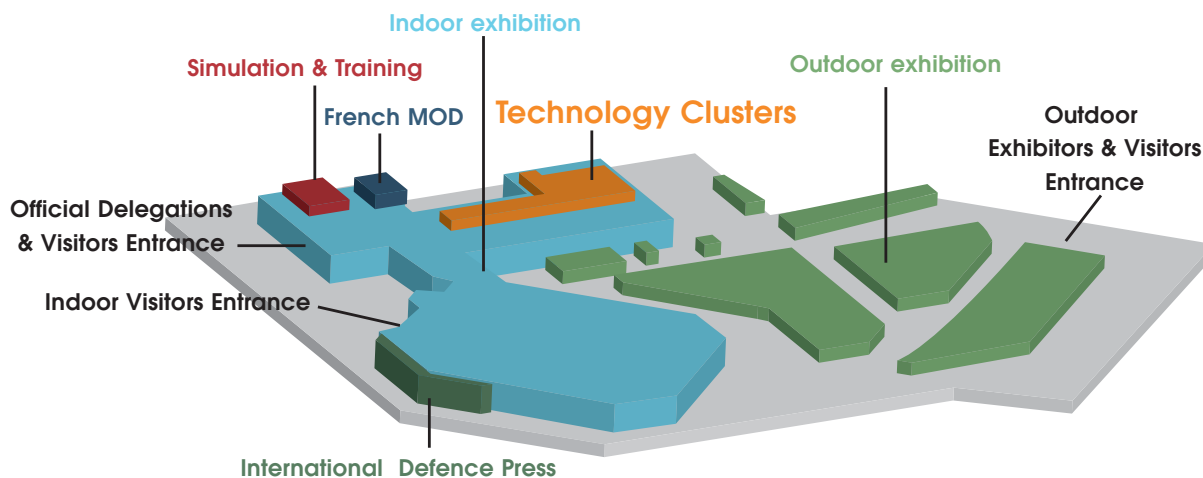 Indoor exhibition
Simulation & Training
Outdoor exhibition
French MOD
Technology Clusters
Outdoor
Exhibitors & Visitors
Entrance
Official Delegations
& Visitors Entrance
Indoor Visitors Entrance
International Defence Press